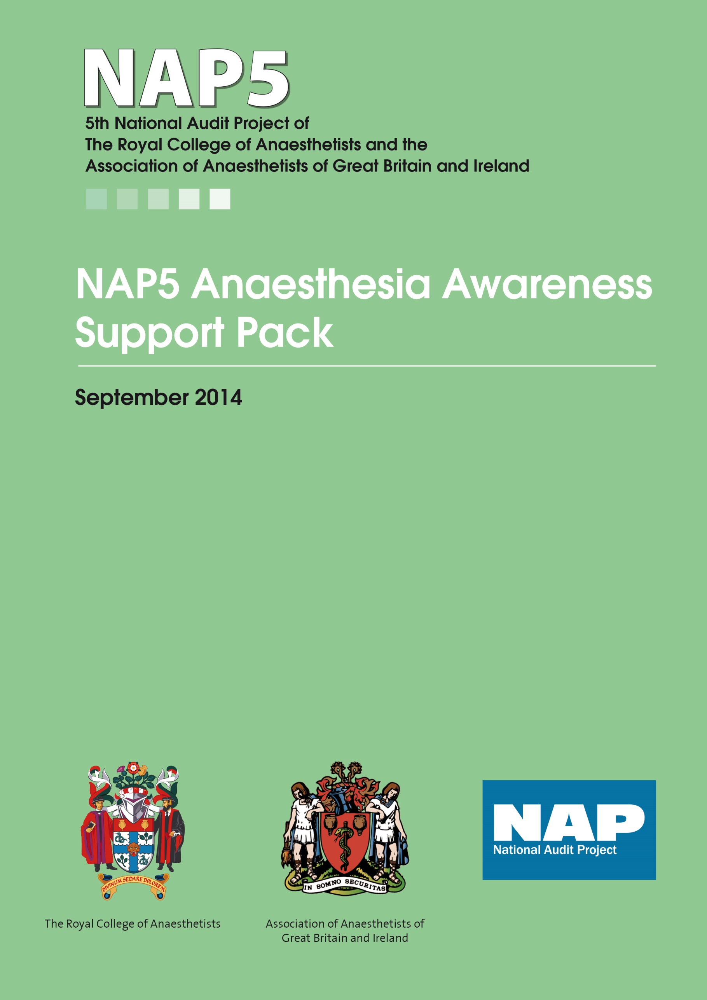 NAP5
5th National Audit Project of
The Royal College of Anaesthetists and the
Association of Anaesthetists of Great Britain and Ireland
NAP5 Anaesthesia Awareness
Support Pack
September 2014
DIVINUM SEDARE DOLOREM
IN SOMNO SECURITAS
NAP
National Audit Project
The Royal College of Anaesthetists
Association of Anaesthetists of
Great Britain and Ireland